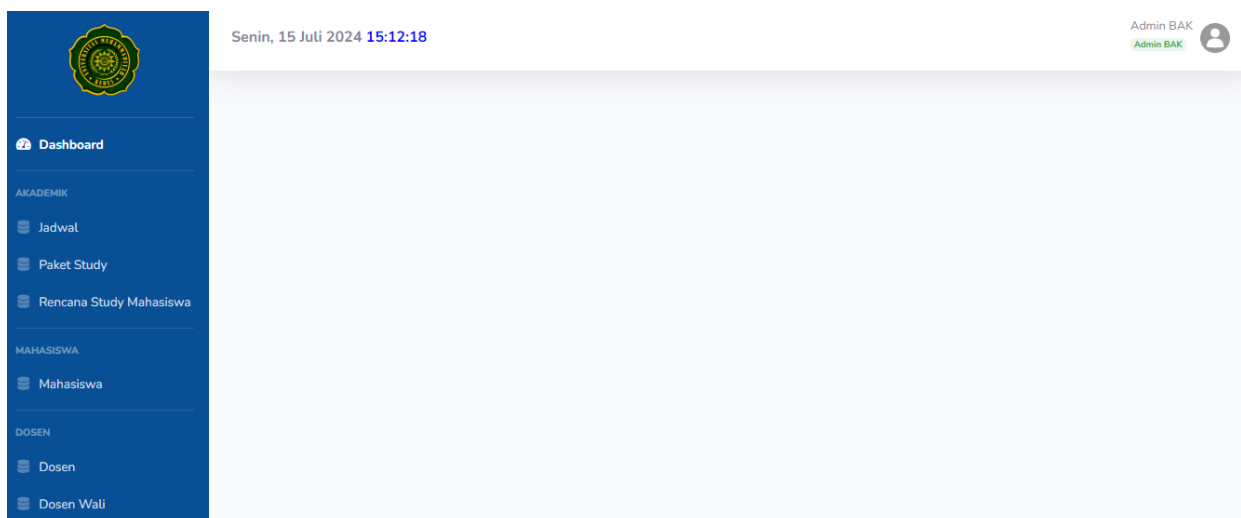 Senin, 15 Juli 2024 15:12:18
Admin BAK
Admin BAK
Dashboard
AKADEMIK
Jadwal
Paket Study
Rencana Study Mahasiswa
MAHASISWA
Mahasiswa
DOSEN
Dosen
Dosen Wali